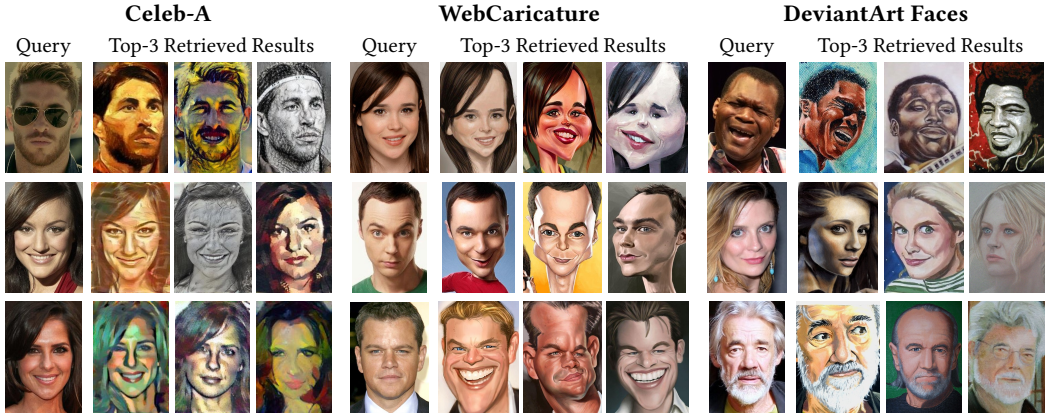 Celeb-A
WebCaricature
DeviantArt Faces
Query
Top-3 Retrieved Results
Query
Top-3 Retrieved Results
Query
Top-3 Retrieved Results